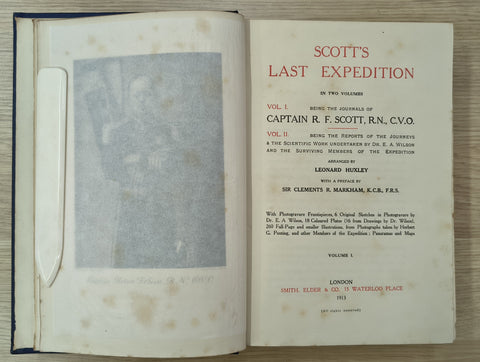 SCOTT'S
LAST EXPEDITION
IN TWO VOLUMES
VOL. I. BEING THE JOURNALS OF
CAPTAIN R. F. SCOTT, R.N., C.V.O.
VOL. II. BEING THE REPORTS OF THE JOURNEYS
& THE SCIENTIFIC WORK UNDERTAKEN BY DR. E. A. WILSON
AND THE SURVIVING MEMBERS OF THE EXPEDITION
ARRANGED BY
LEONARD HUXLEY
WITH A PREFACE BY
SIR CLEMENTS R. MARKHAM, K.C.B., F.R.S.
With Photogravure Frontispieces, 6 Original Sketches in Photogravure by
Dr. E. A. Wilson, 18 Coloured Plates (16 from Drawings by Dr. Wilson),
260 Full-Page and smaller Illustrations, from Photographs taken by Herbert
G. Ponting, and other Members of the Expedition; Panoramas and Maps
VOLUME I.
LONDON
SMITH, ELDER & CO., 15 WATERLOO PLACE
1913
[All rights reserved]